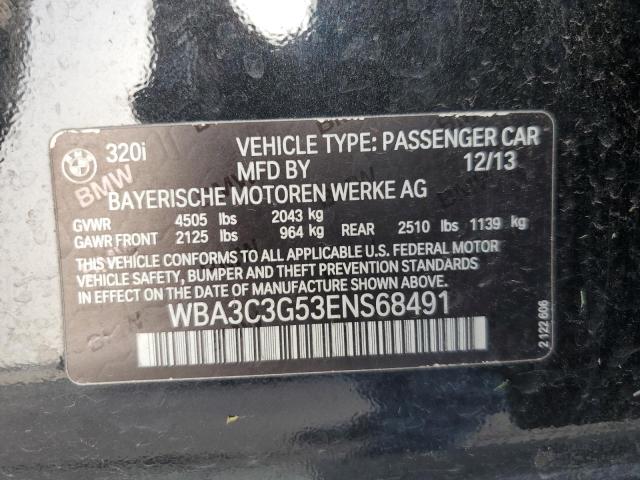 BMW
320i
VEHICLE TYPE: PASSENGER CAR
MFD BY
12/13
BAYERISCHE MOTOREN WERKE AG
GVWR 4505 lbs 2043 kg
GAWR FRONT 2125 lbs 964 kg REAR 2510 lbs 1139 kg
THIS VEHICLE CONFORMS TO ALL APPLICABLE U.S. FEDERAL MOTOR
VEHICLE SAFETY, BUMPER AND THEFT PREVENTION STANDARDS
IN EFFECT ON THE DATE OF MANUFACTURE SHOWN ABOVE.
WBA3C3G53ENS68491
2 122 606